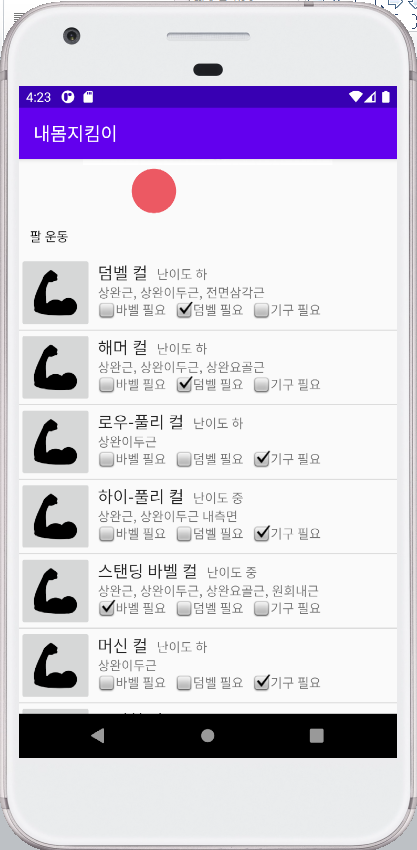 4:23
내몸지킴이
팔 운동
덤벨 컬 난이도 하
상완근, 상완이두근, 전면삼각근
바벨 필요 덤벨 필요 기구 필요
해머 컬 난이도 하
상완근, 상완이두근, 상완요골근
바벨 필요 덤벨 필요 기구 필요
로우-풀리 컬 난이도 하
상완이두근
바벨 필요 덤벨 필요 기구 필요
하이-풀리 컬 난이도 중
상완근, 상완이두근 내측면
바벨 필요 덤벨 필요 기구 필요
스탠딩 바벨 컬 난이도 중
상완근, 상완이두근, 상완요골근, 원회내근
바벨 필요 덤벨 필요 기구 필요
머신 컬 난이도 하
상완이두근
바벨 필요 덤벨 필요 기구 필요